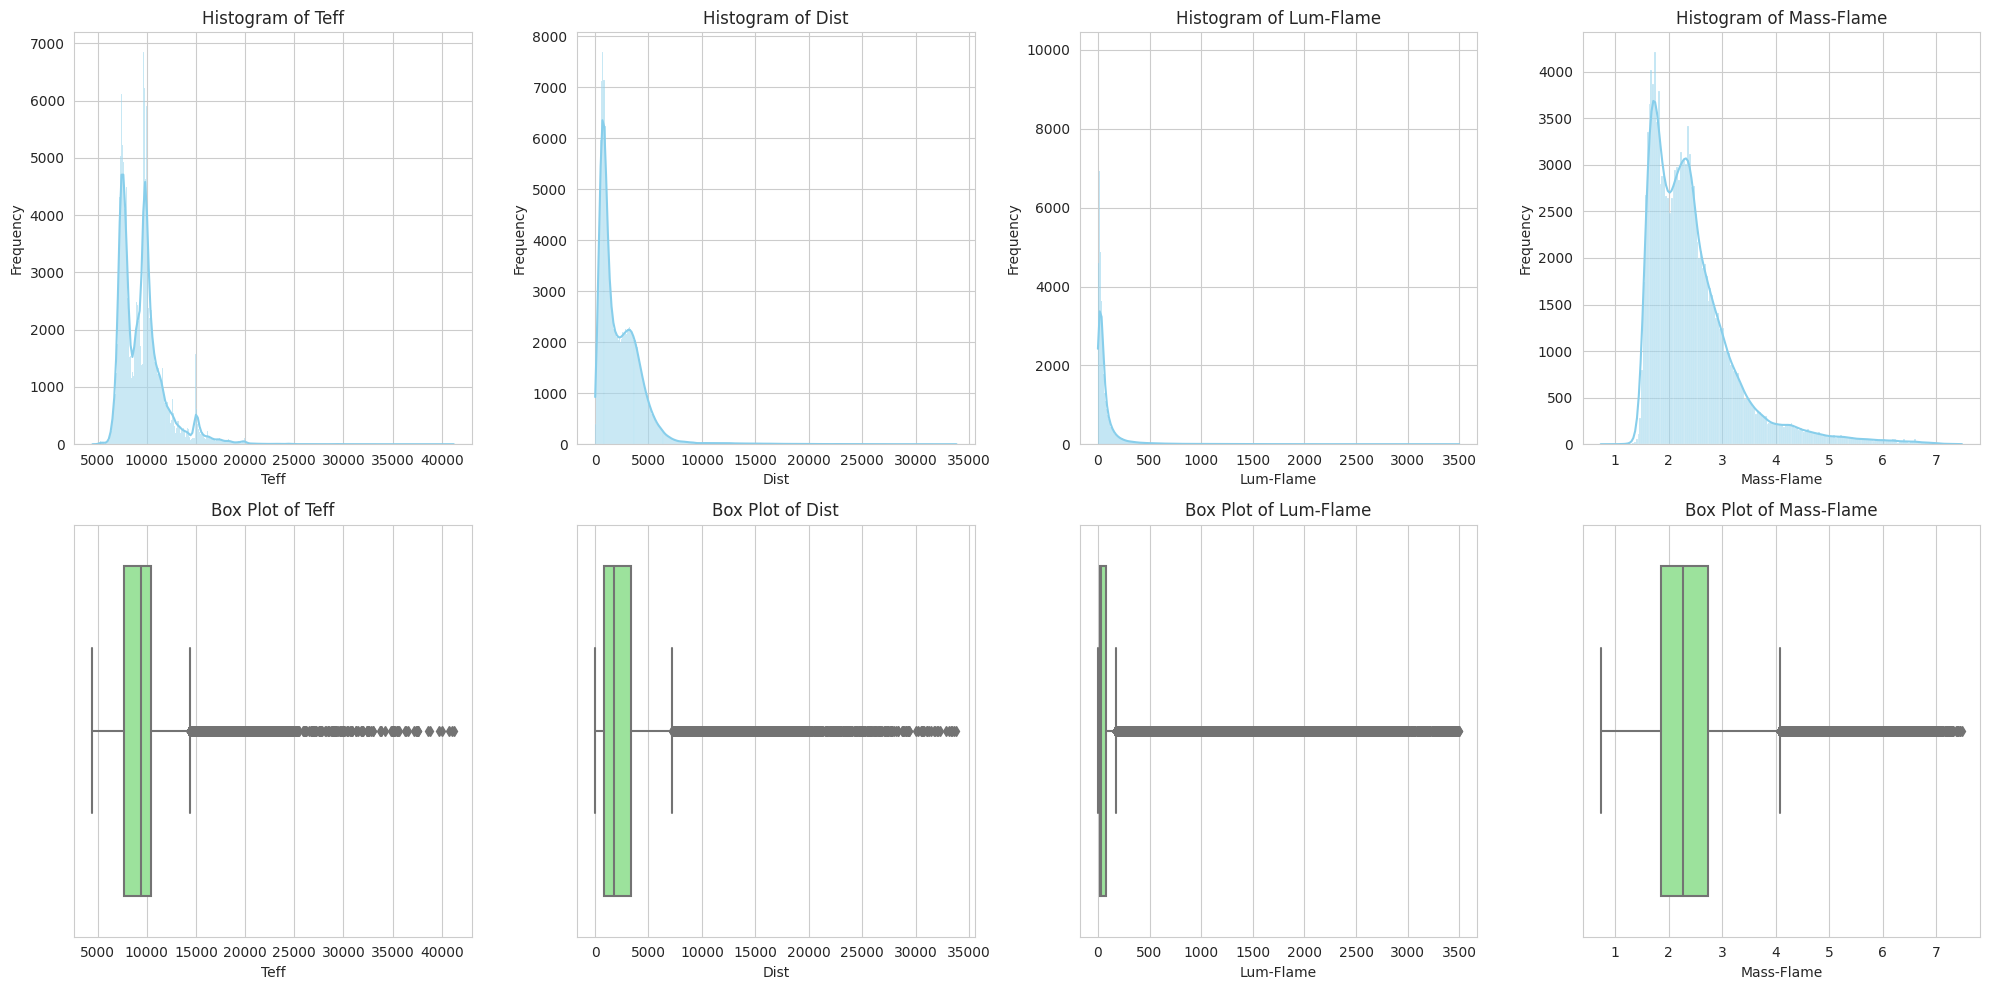 Histogram of Teff
Histogram of Dist
Histogram of Lum-Flame
Histogram of Mass-Flame
Frequency
7000
6000
5000
4000
3000
2000
1000
0
5000 10000 15000 20000 25000 30000 35000 40000
Teff
Frequency
8000
7000
6000
5000
4000
3000
2000
1000
0
0 5000 10000 15000 20000 25000 30000 35000
Dist
Frequency
10000
8000
6000
4000
2000
0
0 500 1000 1500 2000 2500 3000 3500
Lum-Flame
Frequency
4000
3500
3000
2500
2000
1500
1000
500
0
1 2 3 4 5 6 7
Mass-Flame
Box Plot of Teff
Box Plot of Dist
Box Plot of Lum-Flame
Box Plot of Mass-Flame
5000 10000 15000 20000 25000 30000 35000 40000
Teff
0 5000 10000 15000 20000 25000 30000 35000
Dist
0 500 1000 1500 2000 2500 3000 3500
Lum-Flame
1 2 3 4 5 6 7
Mass-Flame